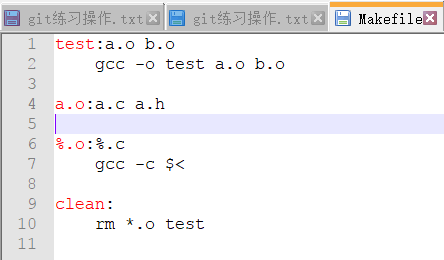 git练习操作.txt git练习操作.txt Makefile
1 test:a.o b.o
2 gcc -o test a.o b.o
3
4 a.o:a.c a.h
5
6 %.o:%.c
7 gcc -c $<
8
9 clean:
10 rm *.o test
11